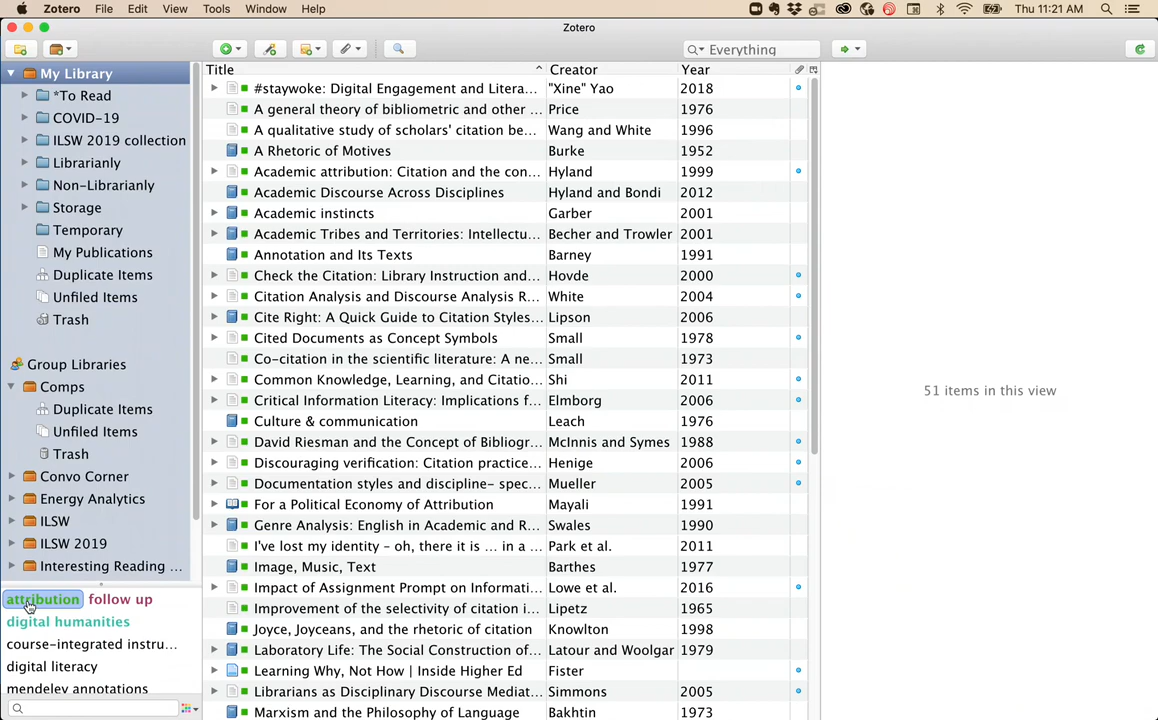 Zotero File Edit View Tools Window Help Thu 11:21 AM
Zotero
Everything
My Library
*To Read
COVID-19
ILSW 2019 collection
Librarianly
Non-Librarianly
Storage
Temporary
My Publications
Duplicate Items
Unfiled Items
Trash
Group Libraries
Comps
Duplicate Items
Unfiled Items
Trash
Convo Corner
Energy Analytics
ILSW
ILSW 2019
Interesting Reading ...
attribution follow up
digital humanities
course-integrated instru...
digital literacy
mendeley annotations
Title Creator Year
#staywoke: Digital Engagement and Litera... "Xine" Yao 2018
A general theory of bibliometric and other ... Price 1976
A qualitative study of scholars' citation be... Wang and White 1996
A Rhetoric of Motives Burke 1952
Academic attribution: Citation and the con... Hyland 1999
Academic Discourse Across Disciplines Hyland and Bondi 2012
Academic instincts Garber 2001
Academic Tribes and Territories: Intellectu... Becher and Trowler 2001
Annotation and Its Texts Barney 1991
Check the Citation: Library Instruction and... Hovde 2000
Citation Analysis and Discourse Analysis R... White 2004
Cite Right: A Quick Guide to Citation Styles... Lipson 2006
Cited Documents as Concept Symbols Small 1978
Co-citation in the scientific literature: A ne... Small 1973
Common Knowledge, Learning, and Citatio... Shi 2011
Critical Information Literacy: Implications f... Elmborg 2006
Culture & communication Leach 1976
David Riesman and the Concept of Bibliogr... McInnis and Symes 1988
Discouraging verification: Citation practice... Henige 2006
Documentation styles and discipline- spec... Mueller 2005
For a Political Economy of Attribution Mayali 1991
Genre Analysis: English in Academic and R... Swales 1990
I've lost my identity – oh, there it is ... in a ... Park et al. 2011
Image, Music, Text Barthes 1977
Impact of Assignment Prompt on Informati... Lowe et al. 2016
Improvement of the selectivity of citation i... Lipetz 1965
Joyce, Joyceans, and the rhetoric of citation Knowlton 1998
Laboratory Life: The Social Construction of... Latour and Woolgar 1979
Learning Why, Not How | Inside Higher Ed Fister
Librarians as Disciplinary Discourse Mediat... Simmons 2005
Marxism and the Philosophy of Language Bakhtin 1973
51 items in this view